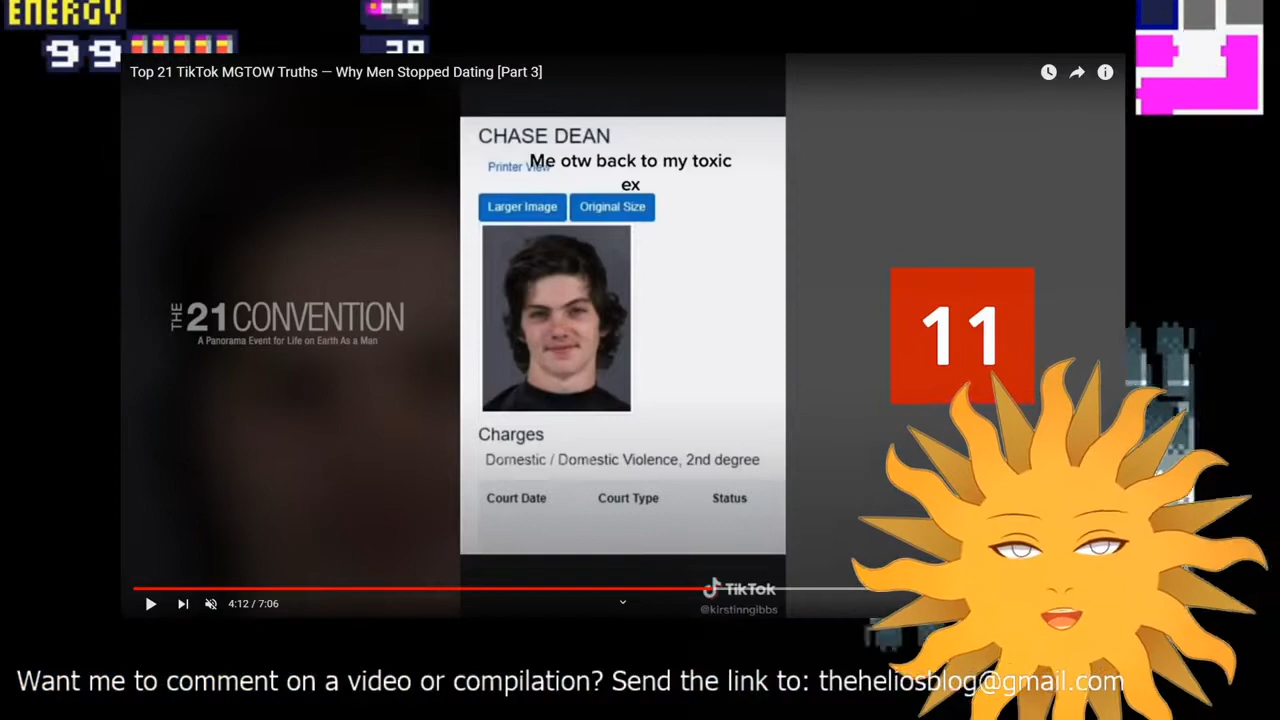 ENERGY
99
Top 21 TikTok MGTOW Truths — Why Men Stopped Dating [Part 3]
CHASE DEAN
Printer View
Me otw back to my toxic
ex
Larger Image
Original Size
THE 21 CONVENTION
A Panorama Event for Life on Earth As a Man
11
Charges
Domestic / Domestic Violence, 2nd degree
Court Date Court Type Status
TikTok
@kirstinngibbs
4:12 / 7:06
Want me to comment on a video or compilation? Send the link to: theheliosblog@gmail.com